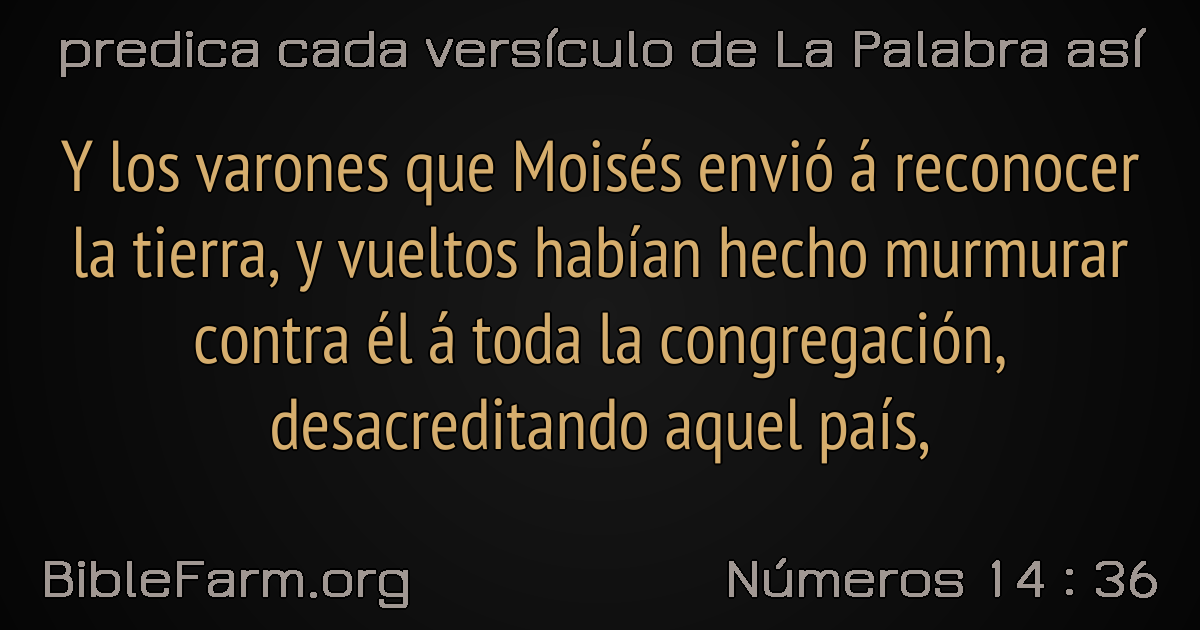 predica cada versículo de La Palabra así
Y los varones que Moisés envió á reconocer
la tierra, y vueltos habían hecho murmurar
contra él á toda la congregación,
desacreditando aquel país,
BibleFarm.org
Números 14 : 36